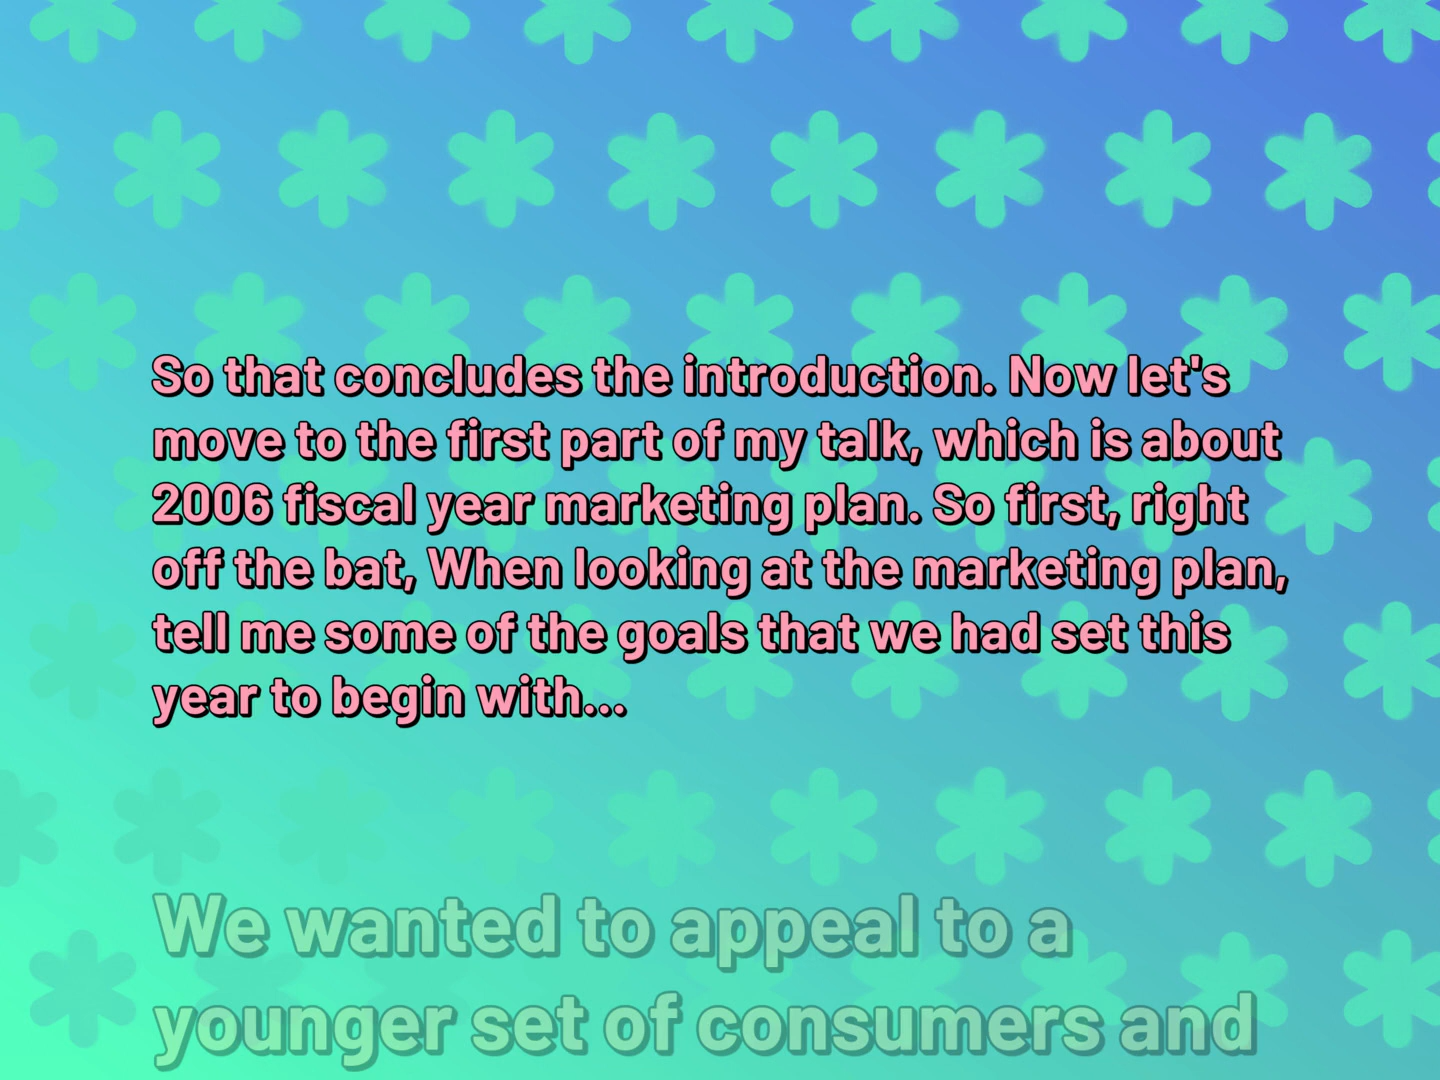 So that concludes the introduction. Now let's
move to the first part of my talk, which is about
2006 fiscal year marketing plan. So first, right
off the bat, When looking at the marketing plan,
tell me some of the goals that we had set this
year to begin with...
We wanted to appeal to a
younger set of consumers and